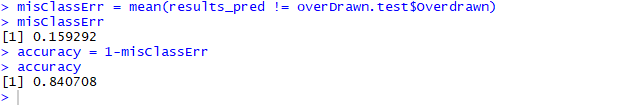 > misClassErr = mean(results_pred != overDrawn.test$Overdrawn)
> misClassErr
[1] 0.159292
> accuracy = 1-misClassErr
> accuracy
[1] 0.840708
>